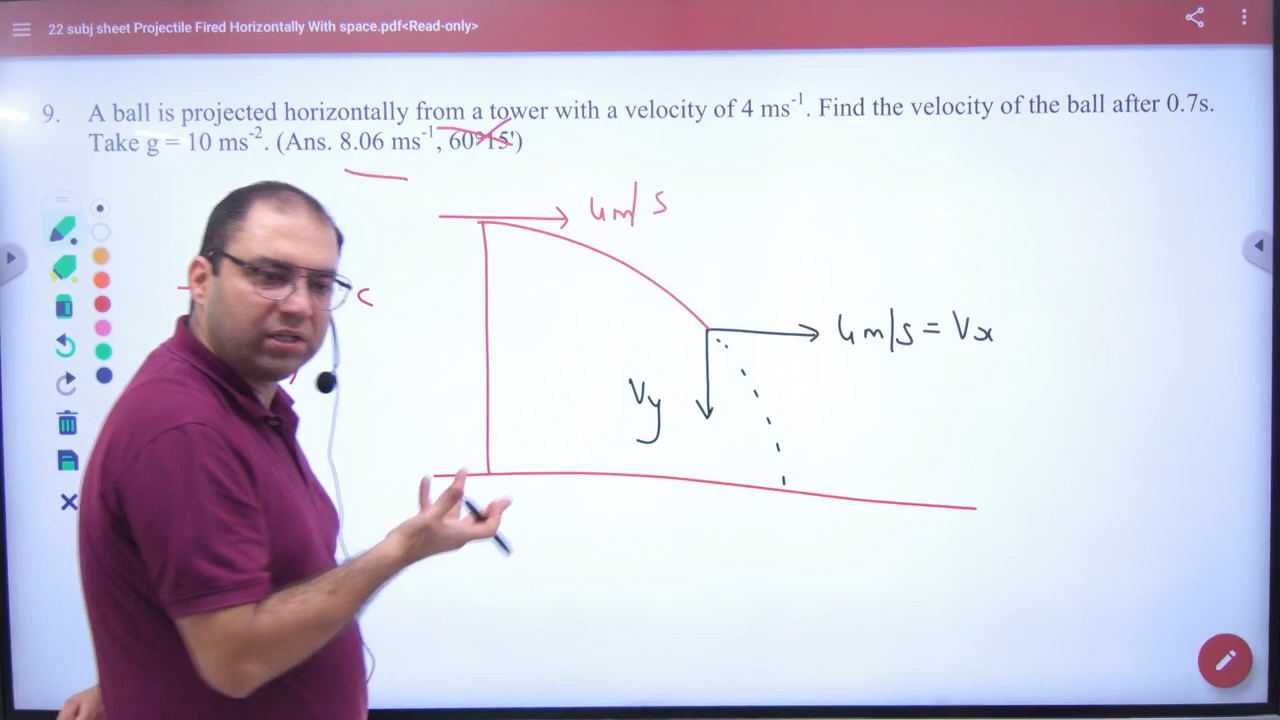 22 subj sheet Projectile Fired Horizontally With space.pdf<Read-only>
9. A ball is projected horizontally from a tower with a velocity of 4 ms⁻¹. Find the velocity of the ball after 0.7s.
Take g = 10 ms⁻². (Ans. 8.06 ms⁻¹, 60°15')
4m/s
4m/s = Vx
Vy